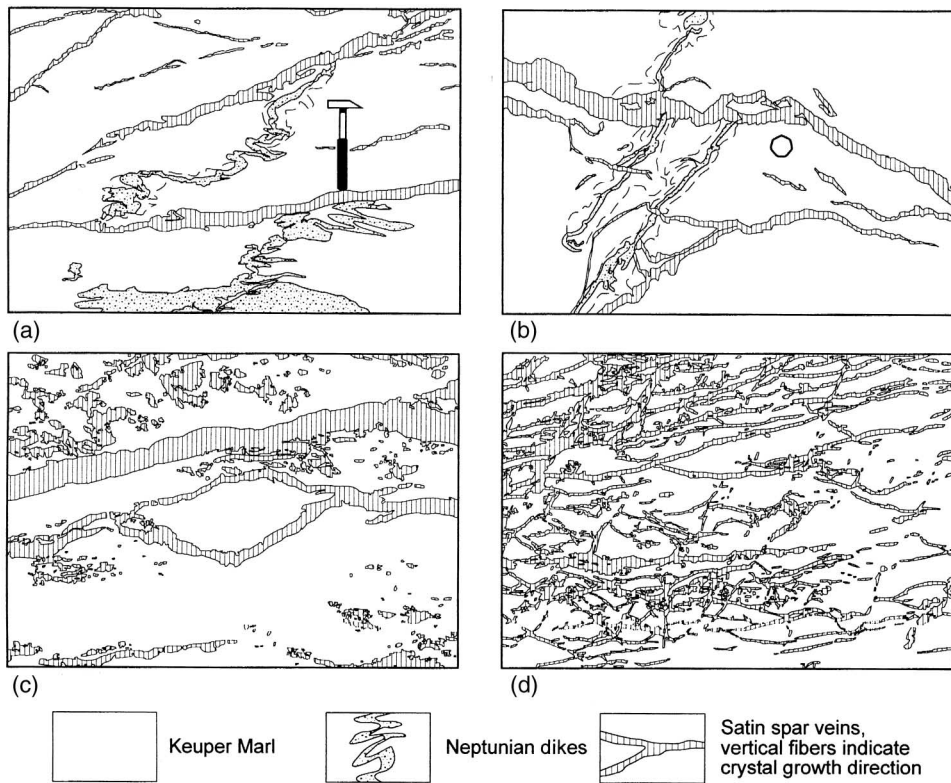 (a)
(b)
(c)
(d)
Keuper Marl
Neptunian dikes
Satin spar veins,
vertical fibers indicate
crystal growth direction